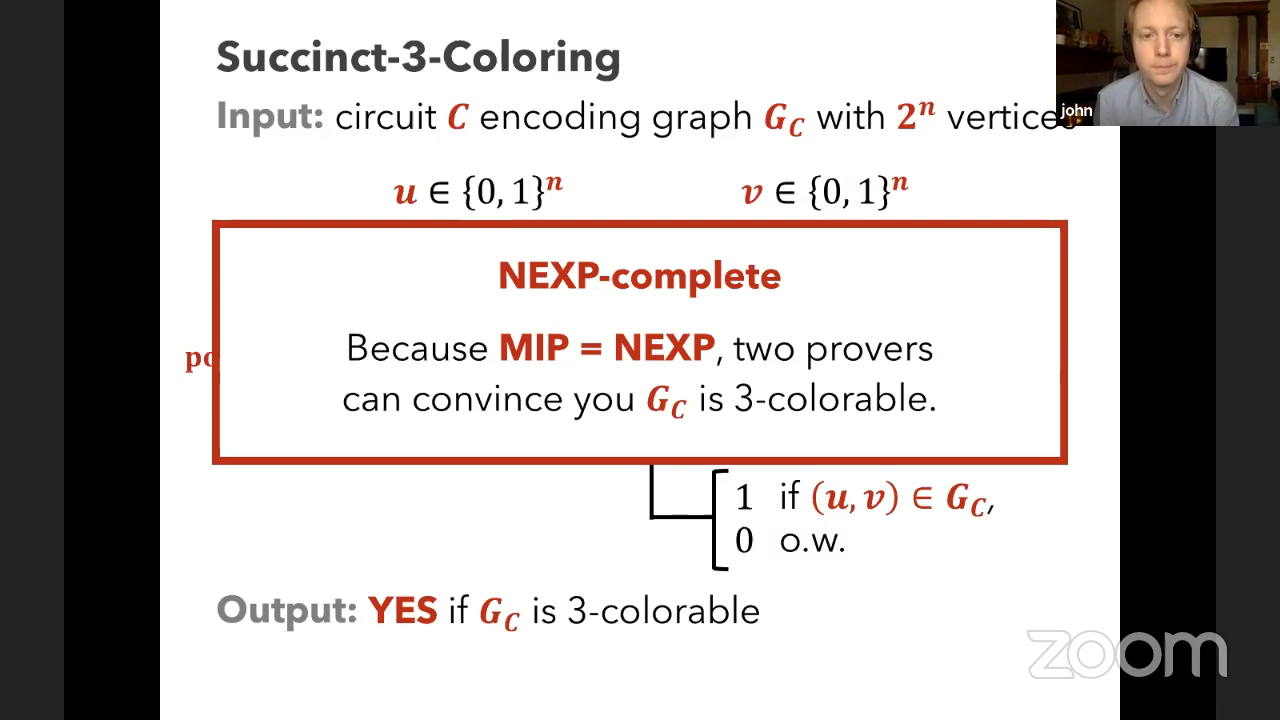 Succinct-3-Coloring
Input: circuit C encoding graph G_C with 2^n vertices
john
u ∈ {0, 1}^n
v ∈ {0, 1}^n
NEXP-complete
Because MIP = NEXP, two provers
can convince you G_C is 3-colorable.
1 if (u, v) ∈ G_C,
0 o.w.
Output: YES if G_C is 3-colorable
zoom